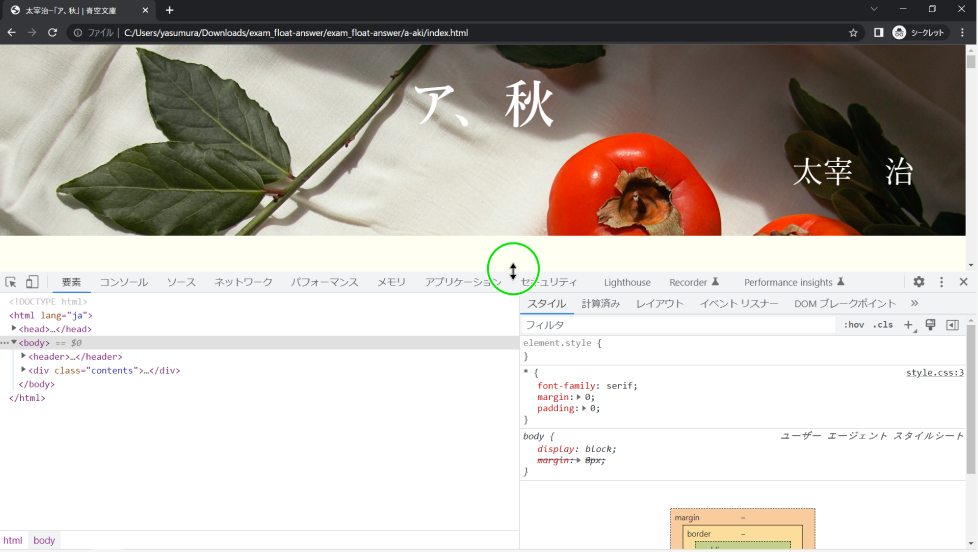 太宰治–「ア、秋」 | 青空文庫
ファイル | C:/Users/yasumura/Downloads/exam_float-answer/exam_float-answer/a-aki/index.html
シークレット
ア、秋
太宰 治
要素 コンソール ソース ネットワーク パフォーマンス メモリ アプリケーション セキュリティ Lighthouse Recorder Performance insights
<!DOCTYPE html>
<html lang="ja">
<head>…</head>
<body> == $0
<header>…</header>
<div class="contents">…</div>
</body>
</html>
html body
スタイル 計算済み レイアウト イベント リスナー DOM ブレークポイント »
フィルタ :hov .cls +
element.style {
}
* { style.css:3
font-family: serif;
margin: 0;
padding: 0;
}
body { ユーザー エージェント スタイルシート
display: block;
margin: 8px;
}
margin –
border –